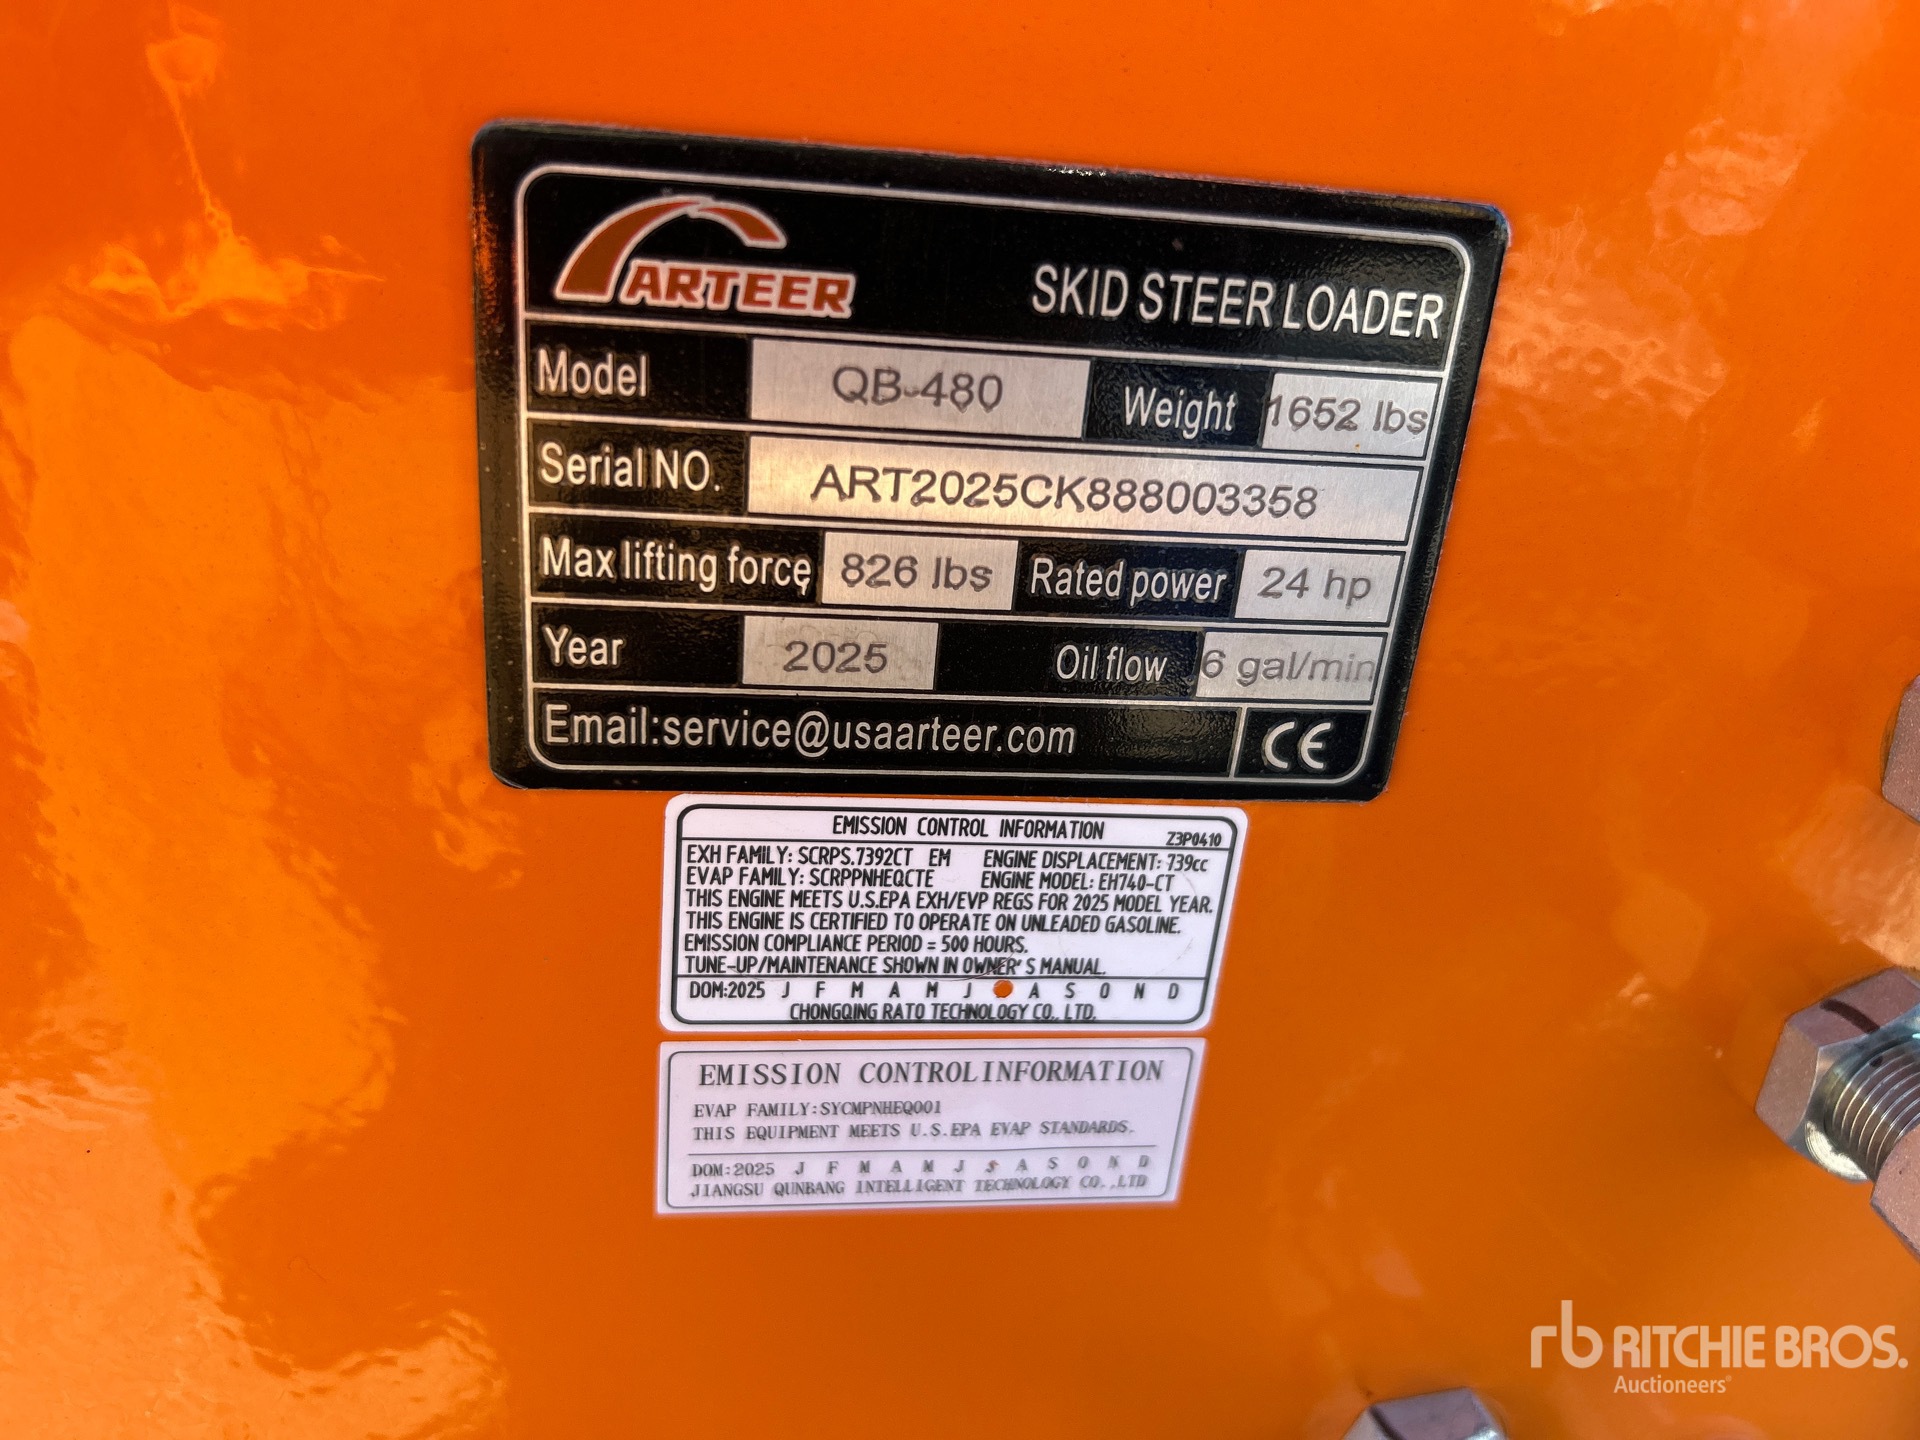 ARTEER SKID STEER LOADER
Model QB-480 Weight 1652 lbs
Serial NO. ART2025CK888003358
Max lifting force 826 lbs Rated power 24 hp
Year 2025 Oil flow 6 gal/min
Email:service@usaarteer.com CE
EMISSION CONTROL INFORMATION Z3P0410
EXH FAMILY: SCRPS.7392CT EM ENGINE DISPLACEMENT: 739cc
EVAP FAMILY: SCRPPNHEQCTE ENGINE MODEL: EH740-CT
THIS ENGINE MEETS U.S.EPA EXH/EVP REGS FOR 2025 MODEL YEAR.
THIS ENGINE IS CERTIFIED TO OPERATE ON UNLEADED GASOLINE.
EMISSION COMPLIANCE PERIOD = 500 HOURS.
TUNE-UP/MAINTENANCE SHOWN IN OWNER'S MANUAL.
DOM:2025 J F M A M J A S O N D
CHONGQING RATO TECHNOLOGY CO., LTD.
EMISSION CONTROLINFORMATION
EVAP FAMILY:SYCMPNHEQ001
THIS EQUIPMENT MEETS U.S.EPA EVAP STANDARDS.
DOM:2025 J F M A M J A S O N D
JIANGSU QUNBANG INTELLIGENT TECHNOLOGY CO.,LTD
rb RITCHIE BROS.
Auctioneers